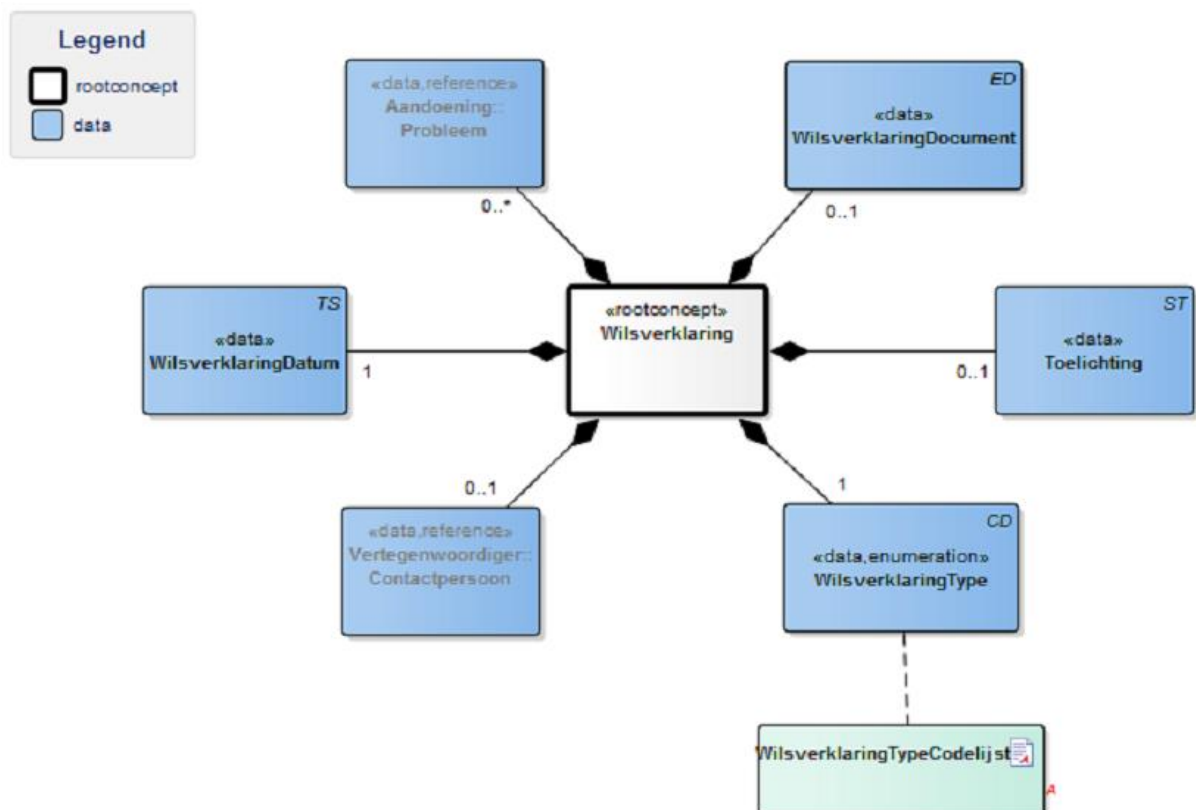 Legend
rootconcept
data
«data,reference»
Aandoening::
Probleem
0..*
ED
«data»
WilsverklaringDocument
0..1
TS
«data»
WilsverklaringDatum
1
«rootconcept»
Wilsverklaring
ST
«data»
Toelichting
0..1
0..1
«data,reference»
Vertegenwoordiger::
Contactpersoon
1
CD
«data,enumeration»
WilsverklaringType
WilsverklaringTypeCodelijst
A